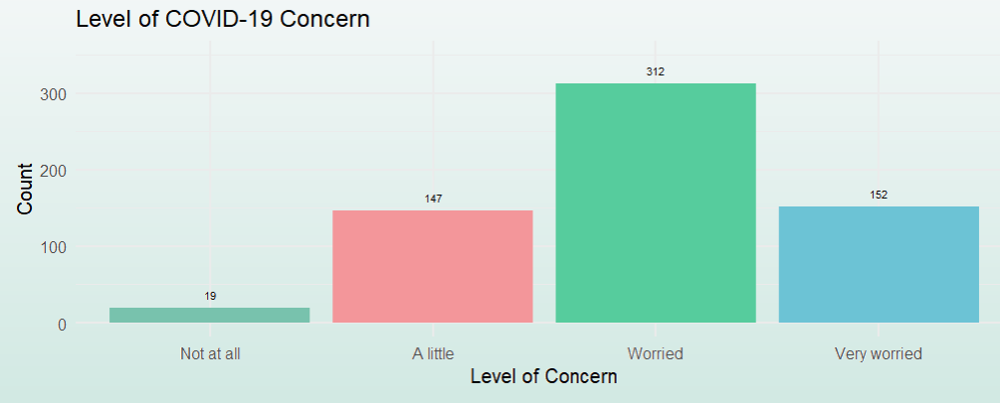 Level of COVID-19 Concern
Count
300
200
100
0
19
147
312
152
Not at all
A little
Worried
Very worried
Level of Concern